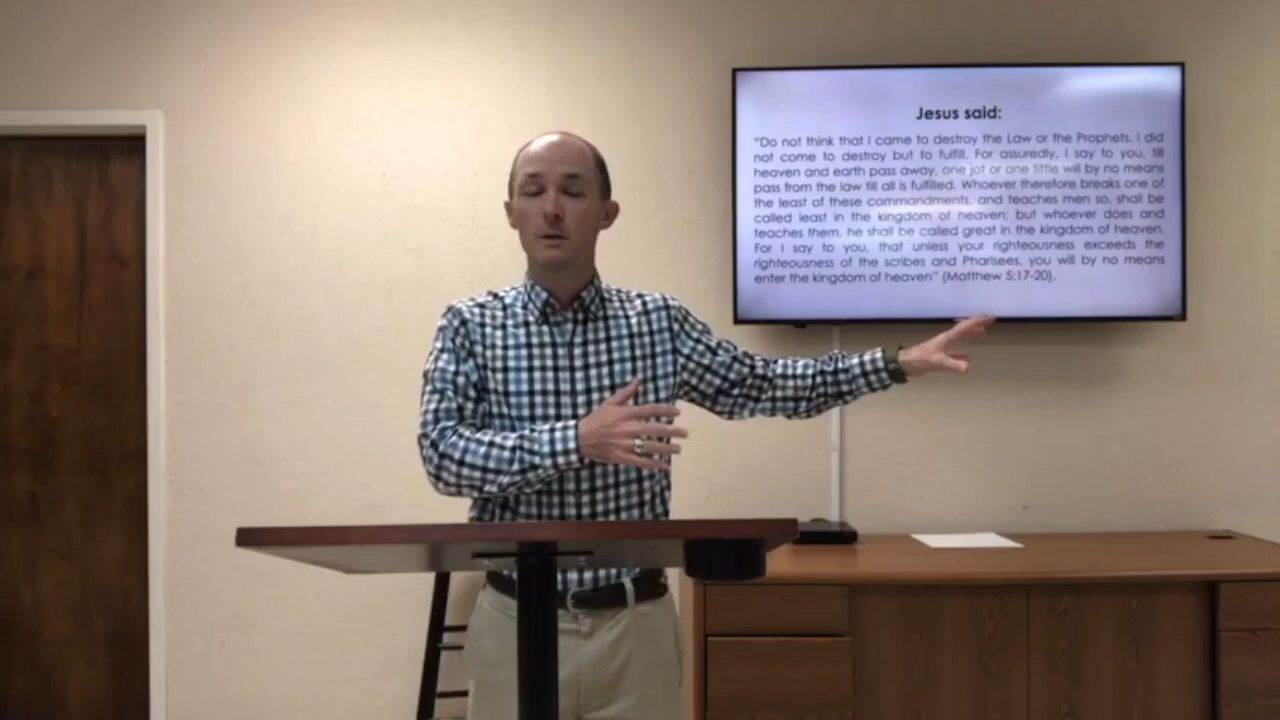 Jesus said:
“Do not think that I came to destroy the Law or the Prophets. I did
not come to destroy but to fulfill. For assuredly, I say to you, till
heaven and earth pass away, one jot or one tittle will by no means
pass from the law till all is fulfilled. Whoever therefore breaks one of
the least of these commandments, and teaches men so, shall be
called least in the kingdom of heaven; but whoever does and
teaches them, he shall be called great in the kingdom of heaven.
For I say to you, that unless your righteousness exceeds the
righteousness of the scribes and Pharisees, you will by no means
enter the kingdom of heaven” (Matthew 5:17-20).